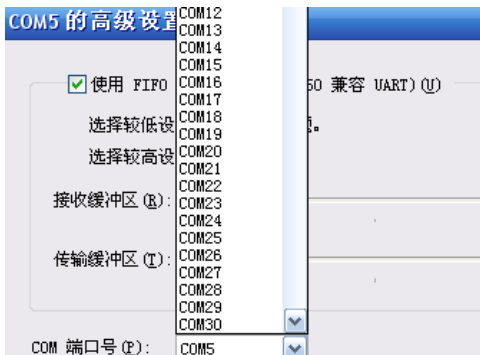 COM5 的高级设
COM12
COM13
COM14
COM15
COM16
COM17
COM18
COM19
COM20
COM21
COM22
COM23
COM24
COM25
COM26
COM27
COM28
COM29
COM30
使用 FIFO
50 兼容 UART)(U)
选择较低设
选择较高设
接收缓冲区(R):
传输缓冲区(T):
COM 端口号(P):
COM5